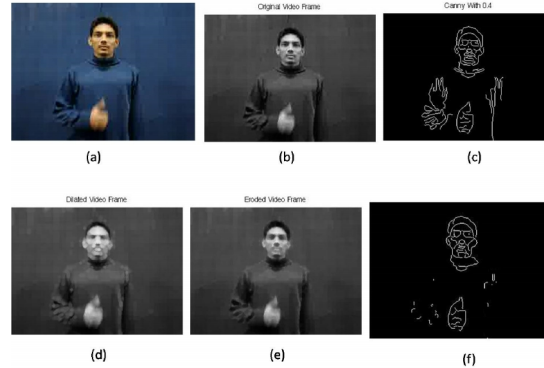 Original Video Frame
Canny With 0.4
(a)
(b)
(c)
Dilated Video Frame
Eroded Video Frame
(d)
(e)
(f)